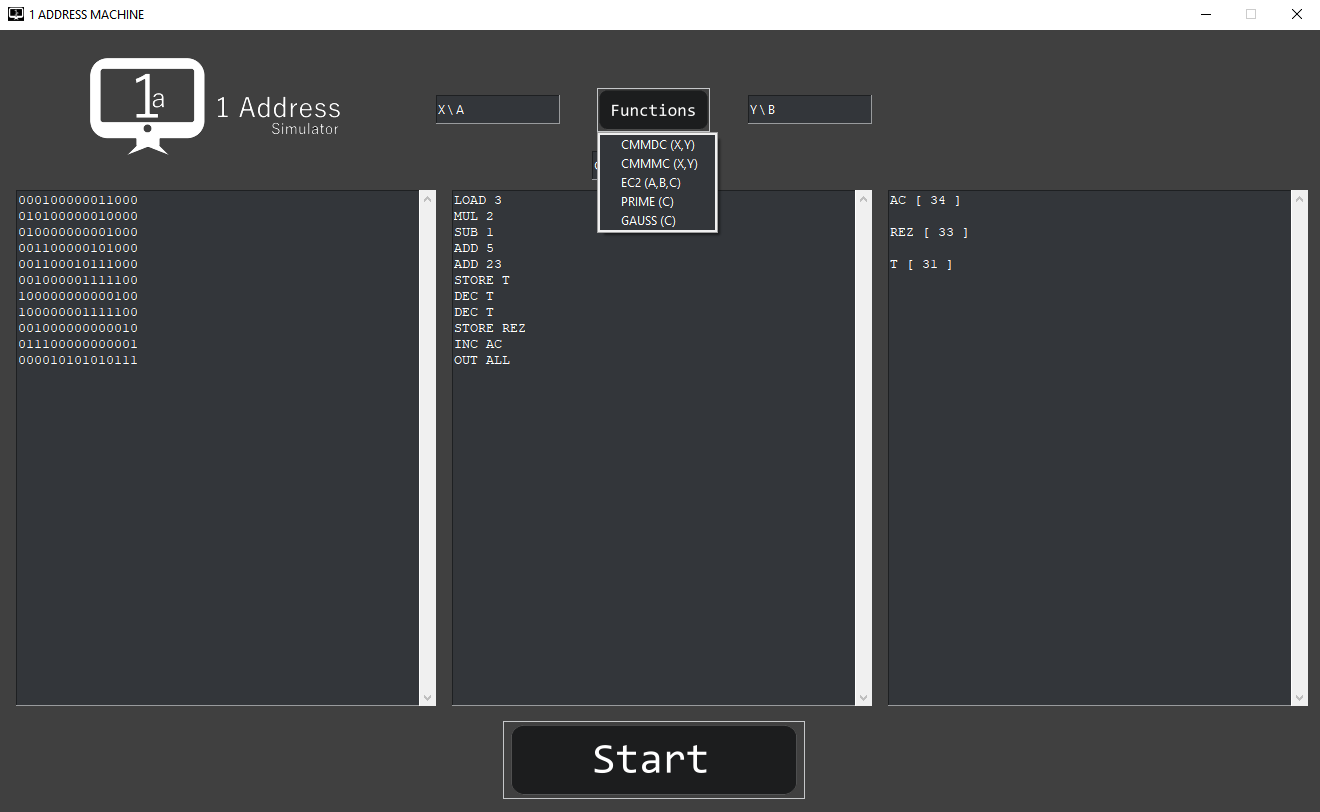 1 ADDRESS MACHINE
1a
1 Address
Simulator
X\A
Functions
Y\B
CMMDC (X,Y)
CMMMC (X,Y)
EC2 (A,B,C)
PRIME (C)
GAUSS (C)
000100000011000
010100000010000
010000000001000
001100000101000
001100010111000
001000001111100
100000000000100
100000001111100
001000000000010
011100000000001
000010101010111
LOAD 3
MUL 2
SUB 1
ADD 5
ADD 23
STORE T
DEC T
DEC T
STORE REZ
INC AC
OUT ALL
AC [ 34 ]
REZ [ 33 ]
T [ 31 ]
Start